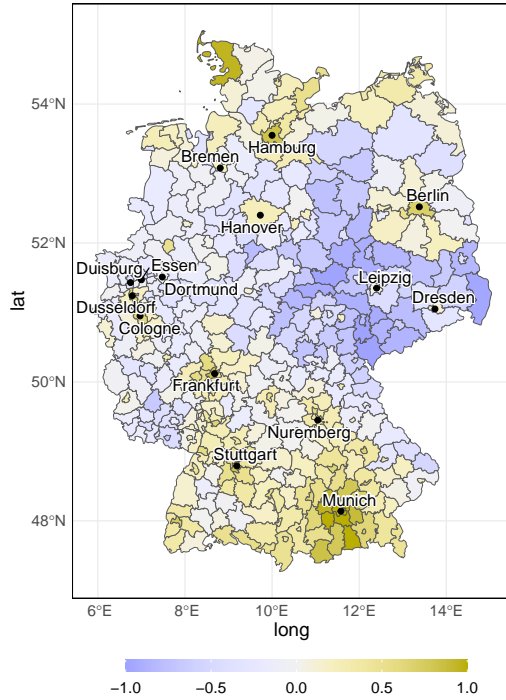 54°N
52°N
50°N
48°N
lat
Hamburg
Bremen
Berlin
Hanover
Duisburg
Essen
Dortmund
Leipzig
Dusseldorf
Dresden
Cologne
Frankfurt
Nuremberg
Stuttgart
Munich
6°E 8°E 10°E 12°E 14°E
long
−1.0 −0.5 0.0 0.5 1.0